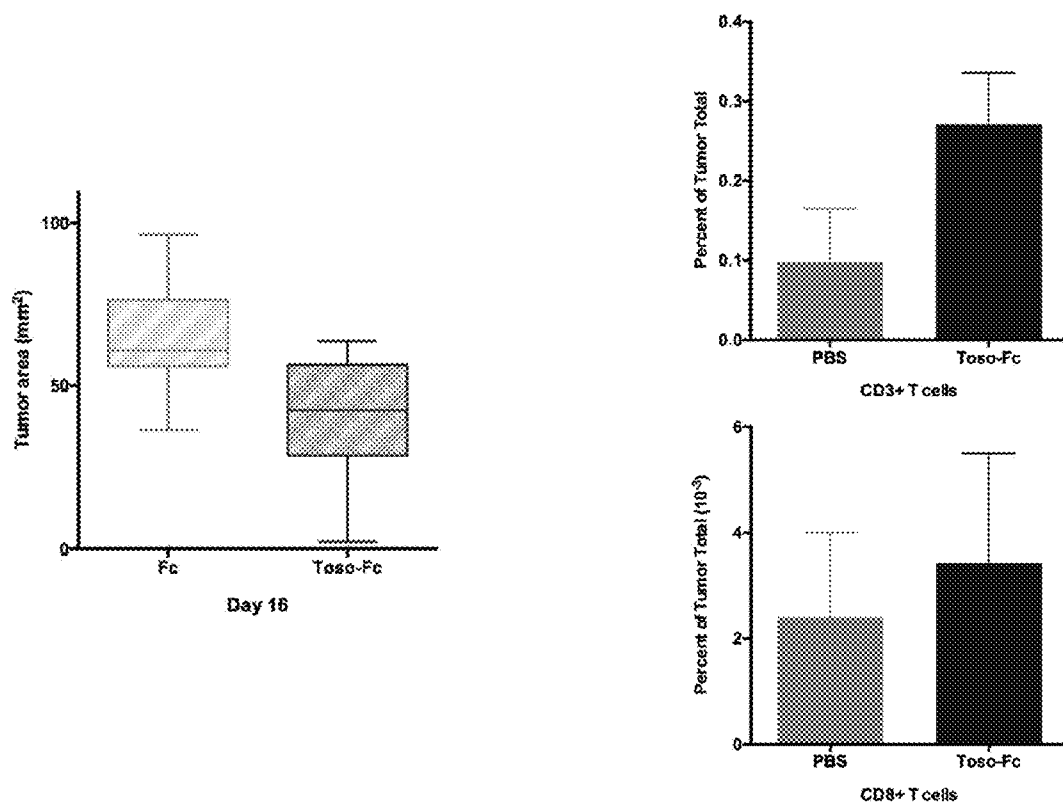 Tumor area (mm²)
100
50
0
Fc
Toso-Fc
Day 16
Percent of Tumor Total
0.4
0.3
0.2
0.1
0.0
PBS
Toso-Fc
CD3+ T cells
Percent of Tumor Total (10⁻³)
6
4
2
0
PBS
Toso-Fc
CD8+ T cells